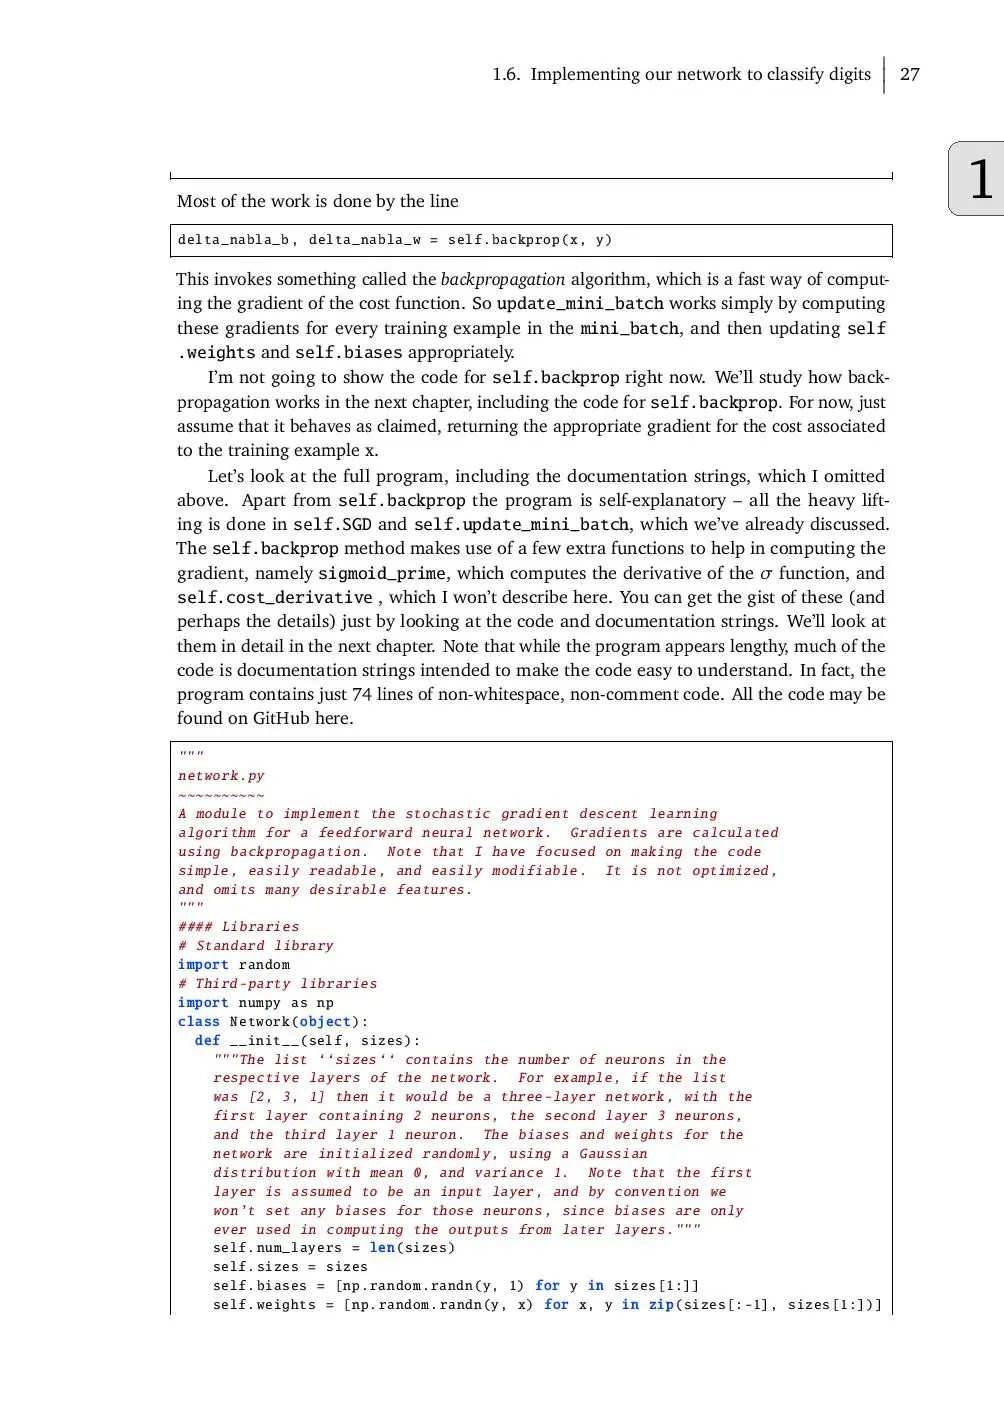 1.6. Implementing our network to classify digits 27
1
Most of the work is done by the line
delta_nabla_b, delta_nabla_w = self.backprop(x, y)
This invokes something called the backpropagation algorithm, which is a fast way of comput-
ing the gradient of the cost function. So update_mini_batch works simply by computing
these gradients for every training example in the mini_batch, and then updating self
.weights and self.biases appropriately.
I'm not going to show the code for self.backprop right now. We'll study how back-
propagation works in the next chapter, including the code for self.backprop. For now, just
assume that it behaves as claimed, returning the appropriate gradient for the cost associated
to the training example x.
Let's look at the full program, including the documentation strings, which I omitted
above. Apart from self.backprop the program is self-explanatory – all the heavy lift-
ing is done in self.SGD and self.update_mini_batch, which we've already discussed.
The self.backprop method makes use of a few extra functions to help in computing the
gradient, namely sigmoid_prime, which computes the derivative of the σ function, and
self.cost_derivative , which I won't describe here. You can get the gist of these (and
perhaps the details) just by looking at the code and documentation strings. We'll look at
them in detail in the next chapter. Note that while the program appears lengthy, much of the
code is documentation strings intended to make the code easy to understand. In fact, the
program contains just 74 lines of non-whitespace, non-comment code. All the code may be
found on GitHub here.
"""
network.py
~~~~~~~~~~
A module to implement the stochastic gradient descent learning
algorithm for a feedforward neural network.  Gradients are calculated
using backpropagation.  Note that I have focused on making the code
simple, easily readable, and easily modifiable.  It is not optimized,
and omits many desirable features.
"""
#### Libraries
# Standard library
import random
# Third-party libraries
import numpy as np
class Network(object):
  def __init__(self, sizes):
    """The list ‘‘sizes‘‘ contains the number of neurons in the
    respective layers of the network.  For example, if the list
    was [2, 3, 1] then it would be a three-layer network, with the
    first layer containing 2 neurons, the second layer 3 neurons,
    and the third layer 1 neuron.  The biases and weights for the
    network are initialized randomly, using a Gaussian
    distribution with mean 0, and variance 1.  Note that the first
    layer is assumed to be an input layer, and by convention we
    won't set any biases for those neurons, since biases are only
    ever used in computing the outputs from later layers."""
    self.num_layers = len(sizes)
    self.sizes = sizes
    self.biases = [np.random.randn(y, 1) for y in sizes[1:]]
    self.weights = [np.random.randn(y, x) for x, y in zip(sizes[:-1], sizes[1:])]